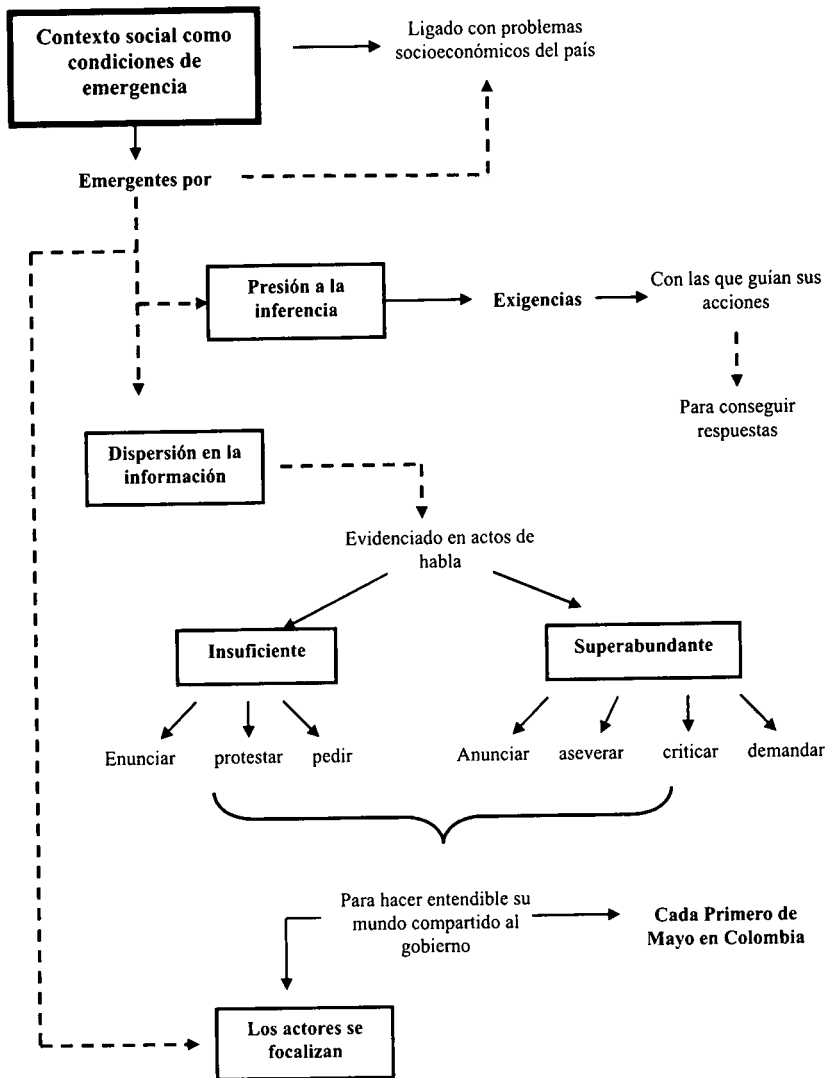 Contexto social como
condiciones de
emergencia
Ligado con problemas
socioeconómicos del país
Emergentes por
Presión a la
inferencia
Exigencias
Con las que guían sus
acciones
Para conseguir
respuestas
Dispersión en la
información
Evidenciado en actos de
habla
Insuficiente
Superabundante
Enunciar
protestar
pedir
Anunciar
aseverar
criticar
demandar
Para hacer entendible su
mundo compartido al
gobierno
Cada Primero de
Mayo en Colombia
Los actores se
focalizan